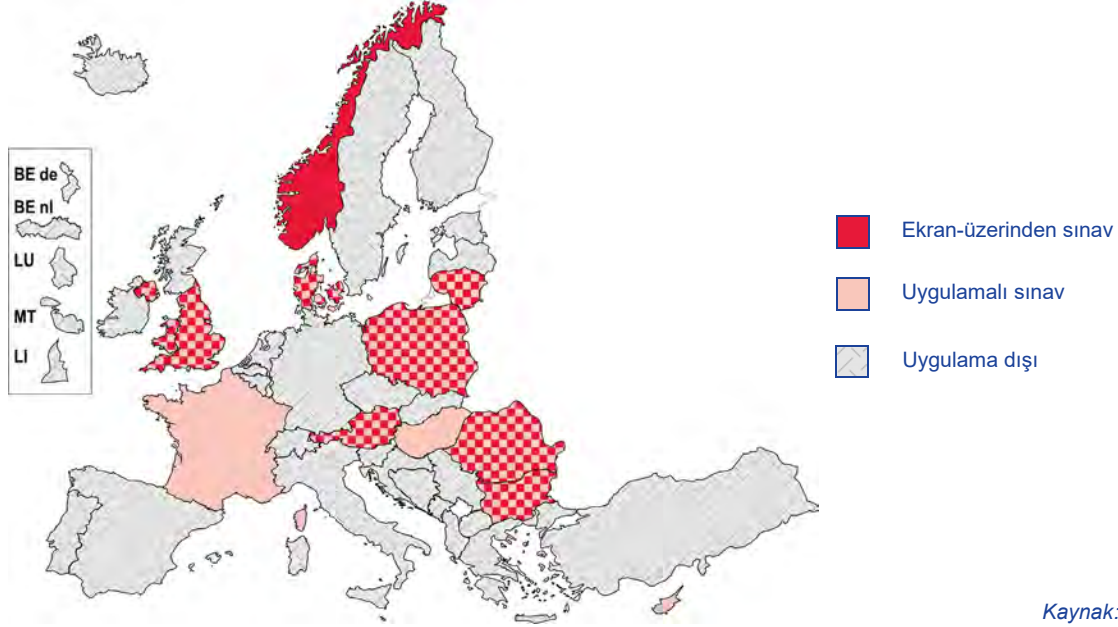 BE de
BE nl
LU
MT
LI
Ekran-üzerinden sınav
Uygulamalı sınav
Uygulama dışı
Kaynak: